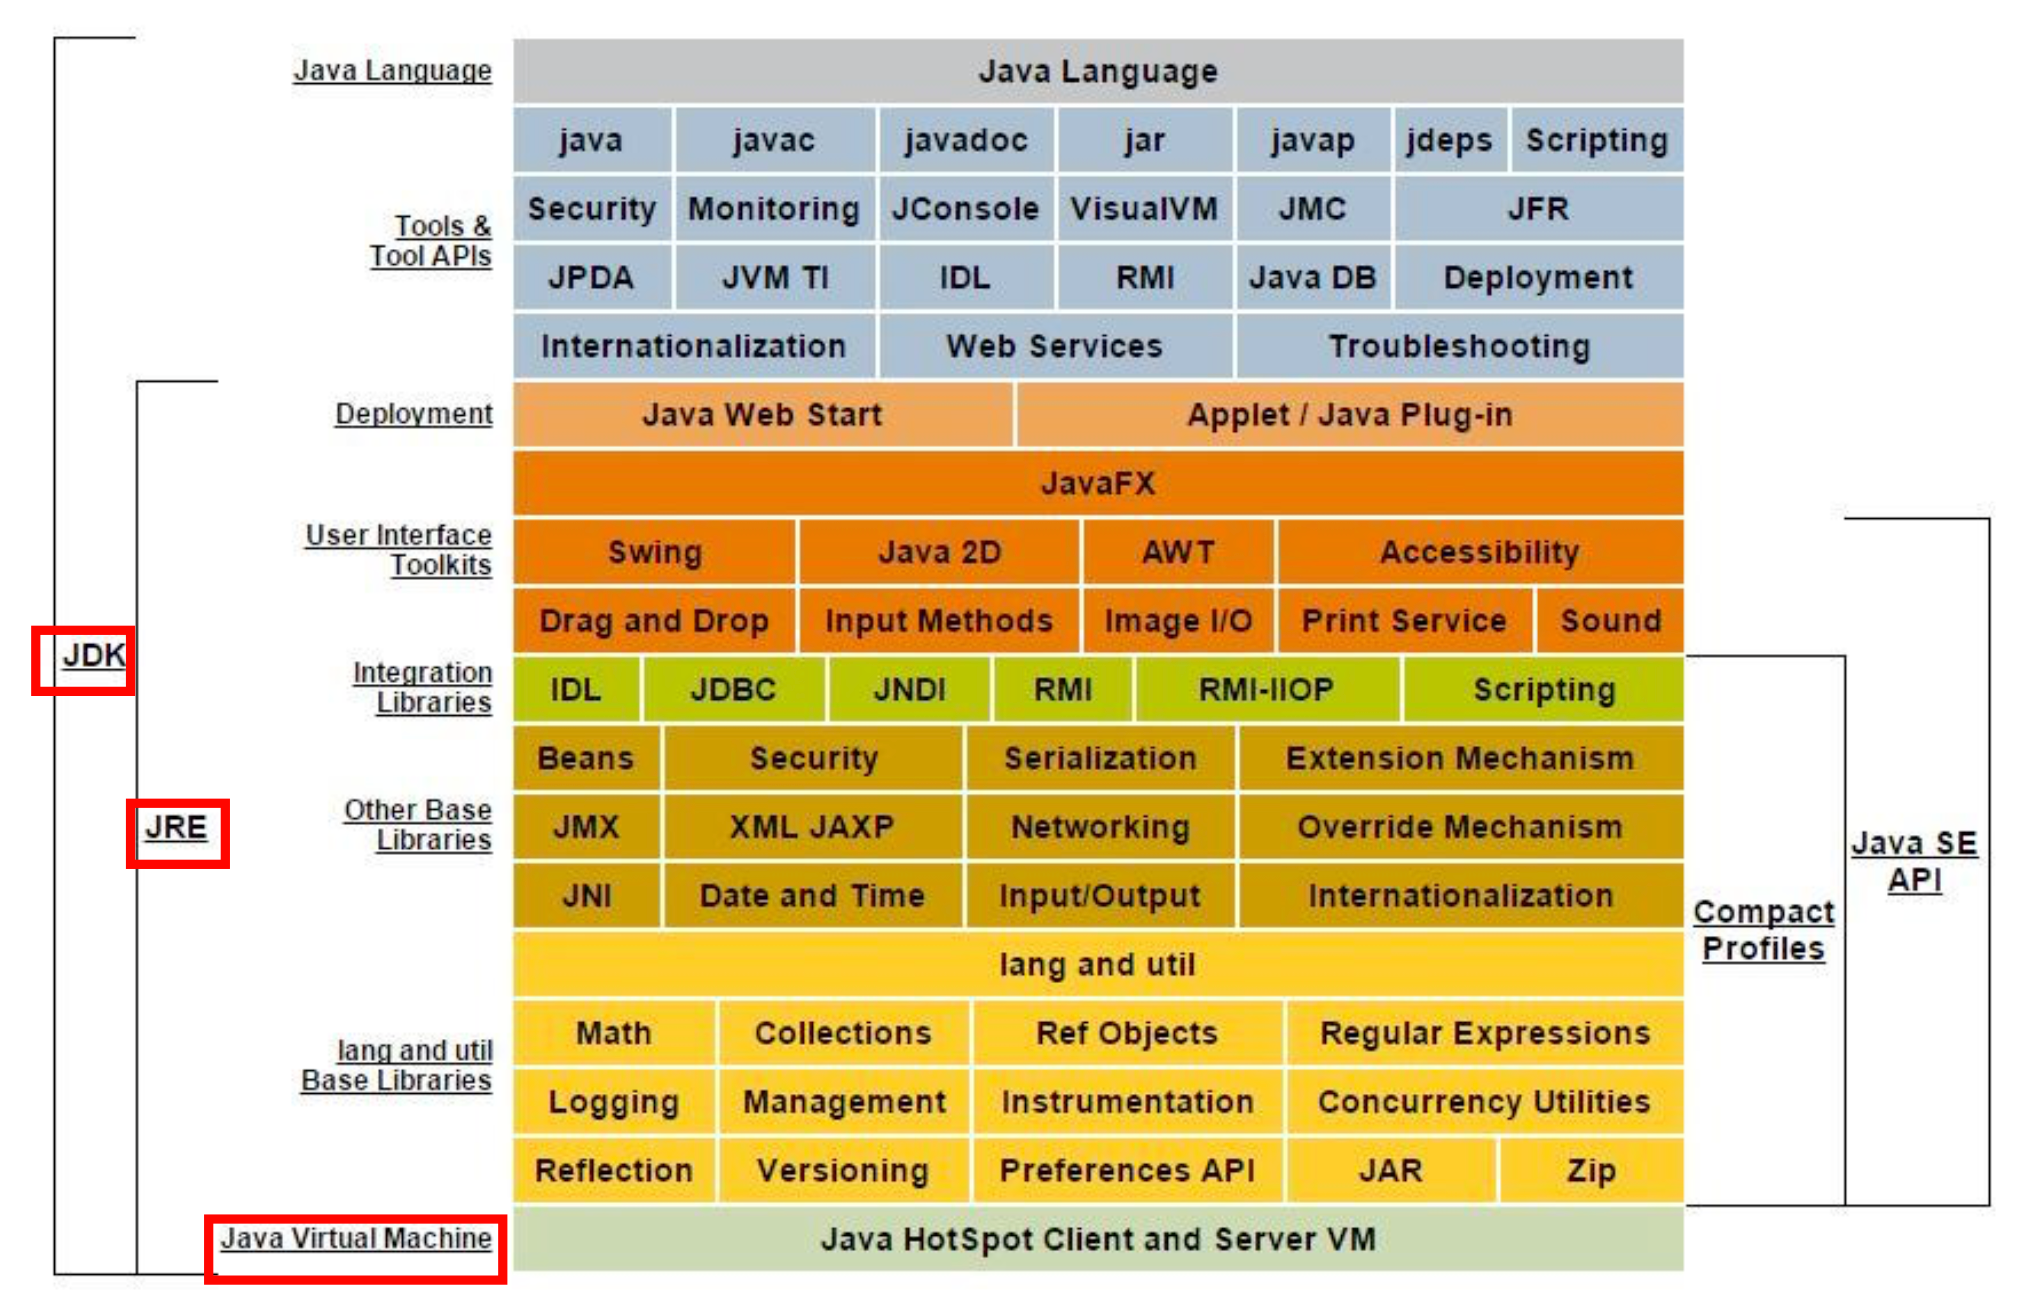 Java Language
Java Language
java javac javadoc jar javap jdeps Scripting
Tools &
Tool APIs
Security Monitoring JConsole VisualVM JMC JFR
JPDA JVM TI IDL RMI Java DB Deployment
Internationalization Web Services Troubleshooting
Deployment
Java Web Start Applet / Java Plug-in
JavaFX
User Interface
Toolkits
Swing Java 2D AWT Accessibility
Drag and Drop Input Methods Image I/O Print Service Sound
JDK
Integration
Libraries
IDL JDBC JNDI RMI RMI-IIOP Scripting
Beans Security Serialization Extension Mechanism
JRE
Other Base
Libraries
JMX XML JAXP Networking Override Mechanism
JNI Date and Time Input/Output Internationalization
Java SE
API
Compact
Profiles
lang and util
lang and util
Base Libraries
Math Collections Ref Objects Regular Expressions
Logging Management Instrumentation Concurrency Utilities
Reflection Versioning Preferences API JAR Zip
Java Virtual Machine
Java HotSpot Client and Server VM